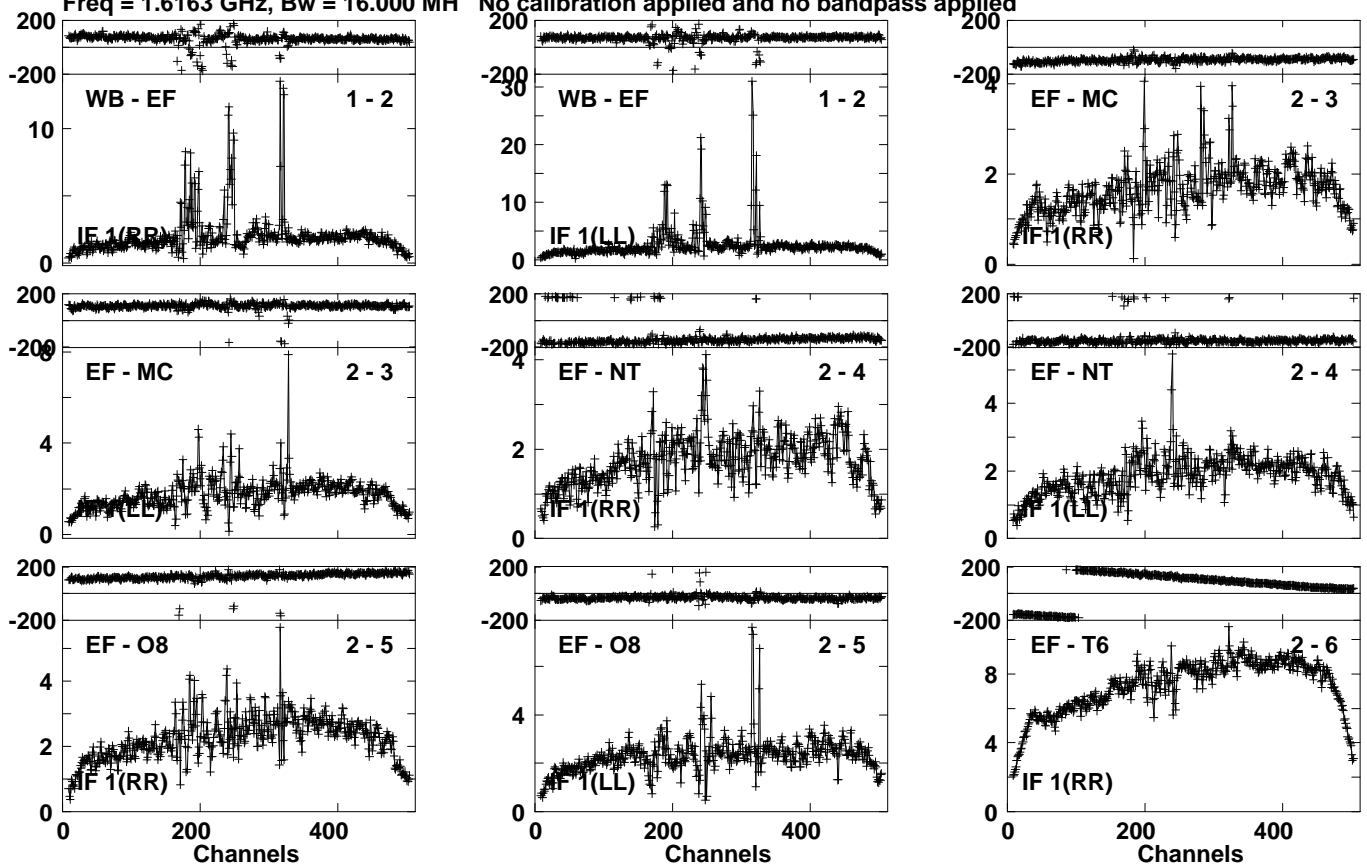 Freq = 1.6163 GHz, Bw = 16.000 MH No calibration applied and no bandpass applied
200
-200
WB - EF 1 - 2
10
IF 1(RR)
0
-200
30
WB - EF 1 - 2
20
10
IF 1(LL)
0
-200
4
EF - MC 2 - 3
2
IF 1(RR)
0
200
-200
8
EF - MC 2 - 3
4
IF 1(LL)
0
200
-200
4
EF - NT 2 - 4
2
IF 1(RR)
0
200
-200
EF - NT 2 - 4
4
2
IF 1(LL)
0
200
-200
EF - O8 2 - 5
4
2
IF 1(RR)
0
0 200 400
Channels
200
-200
EF - O8 2 - 5
4
IF 1(LL)
0
0 200 400
Channels
200
-200
EF - T6 2 - 6
8
4
IF 1(RR)
0
0 200 400
Channels